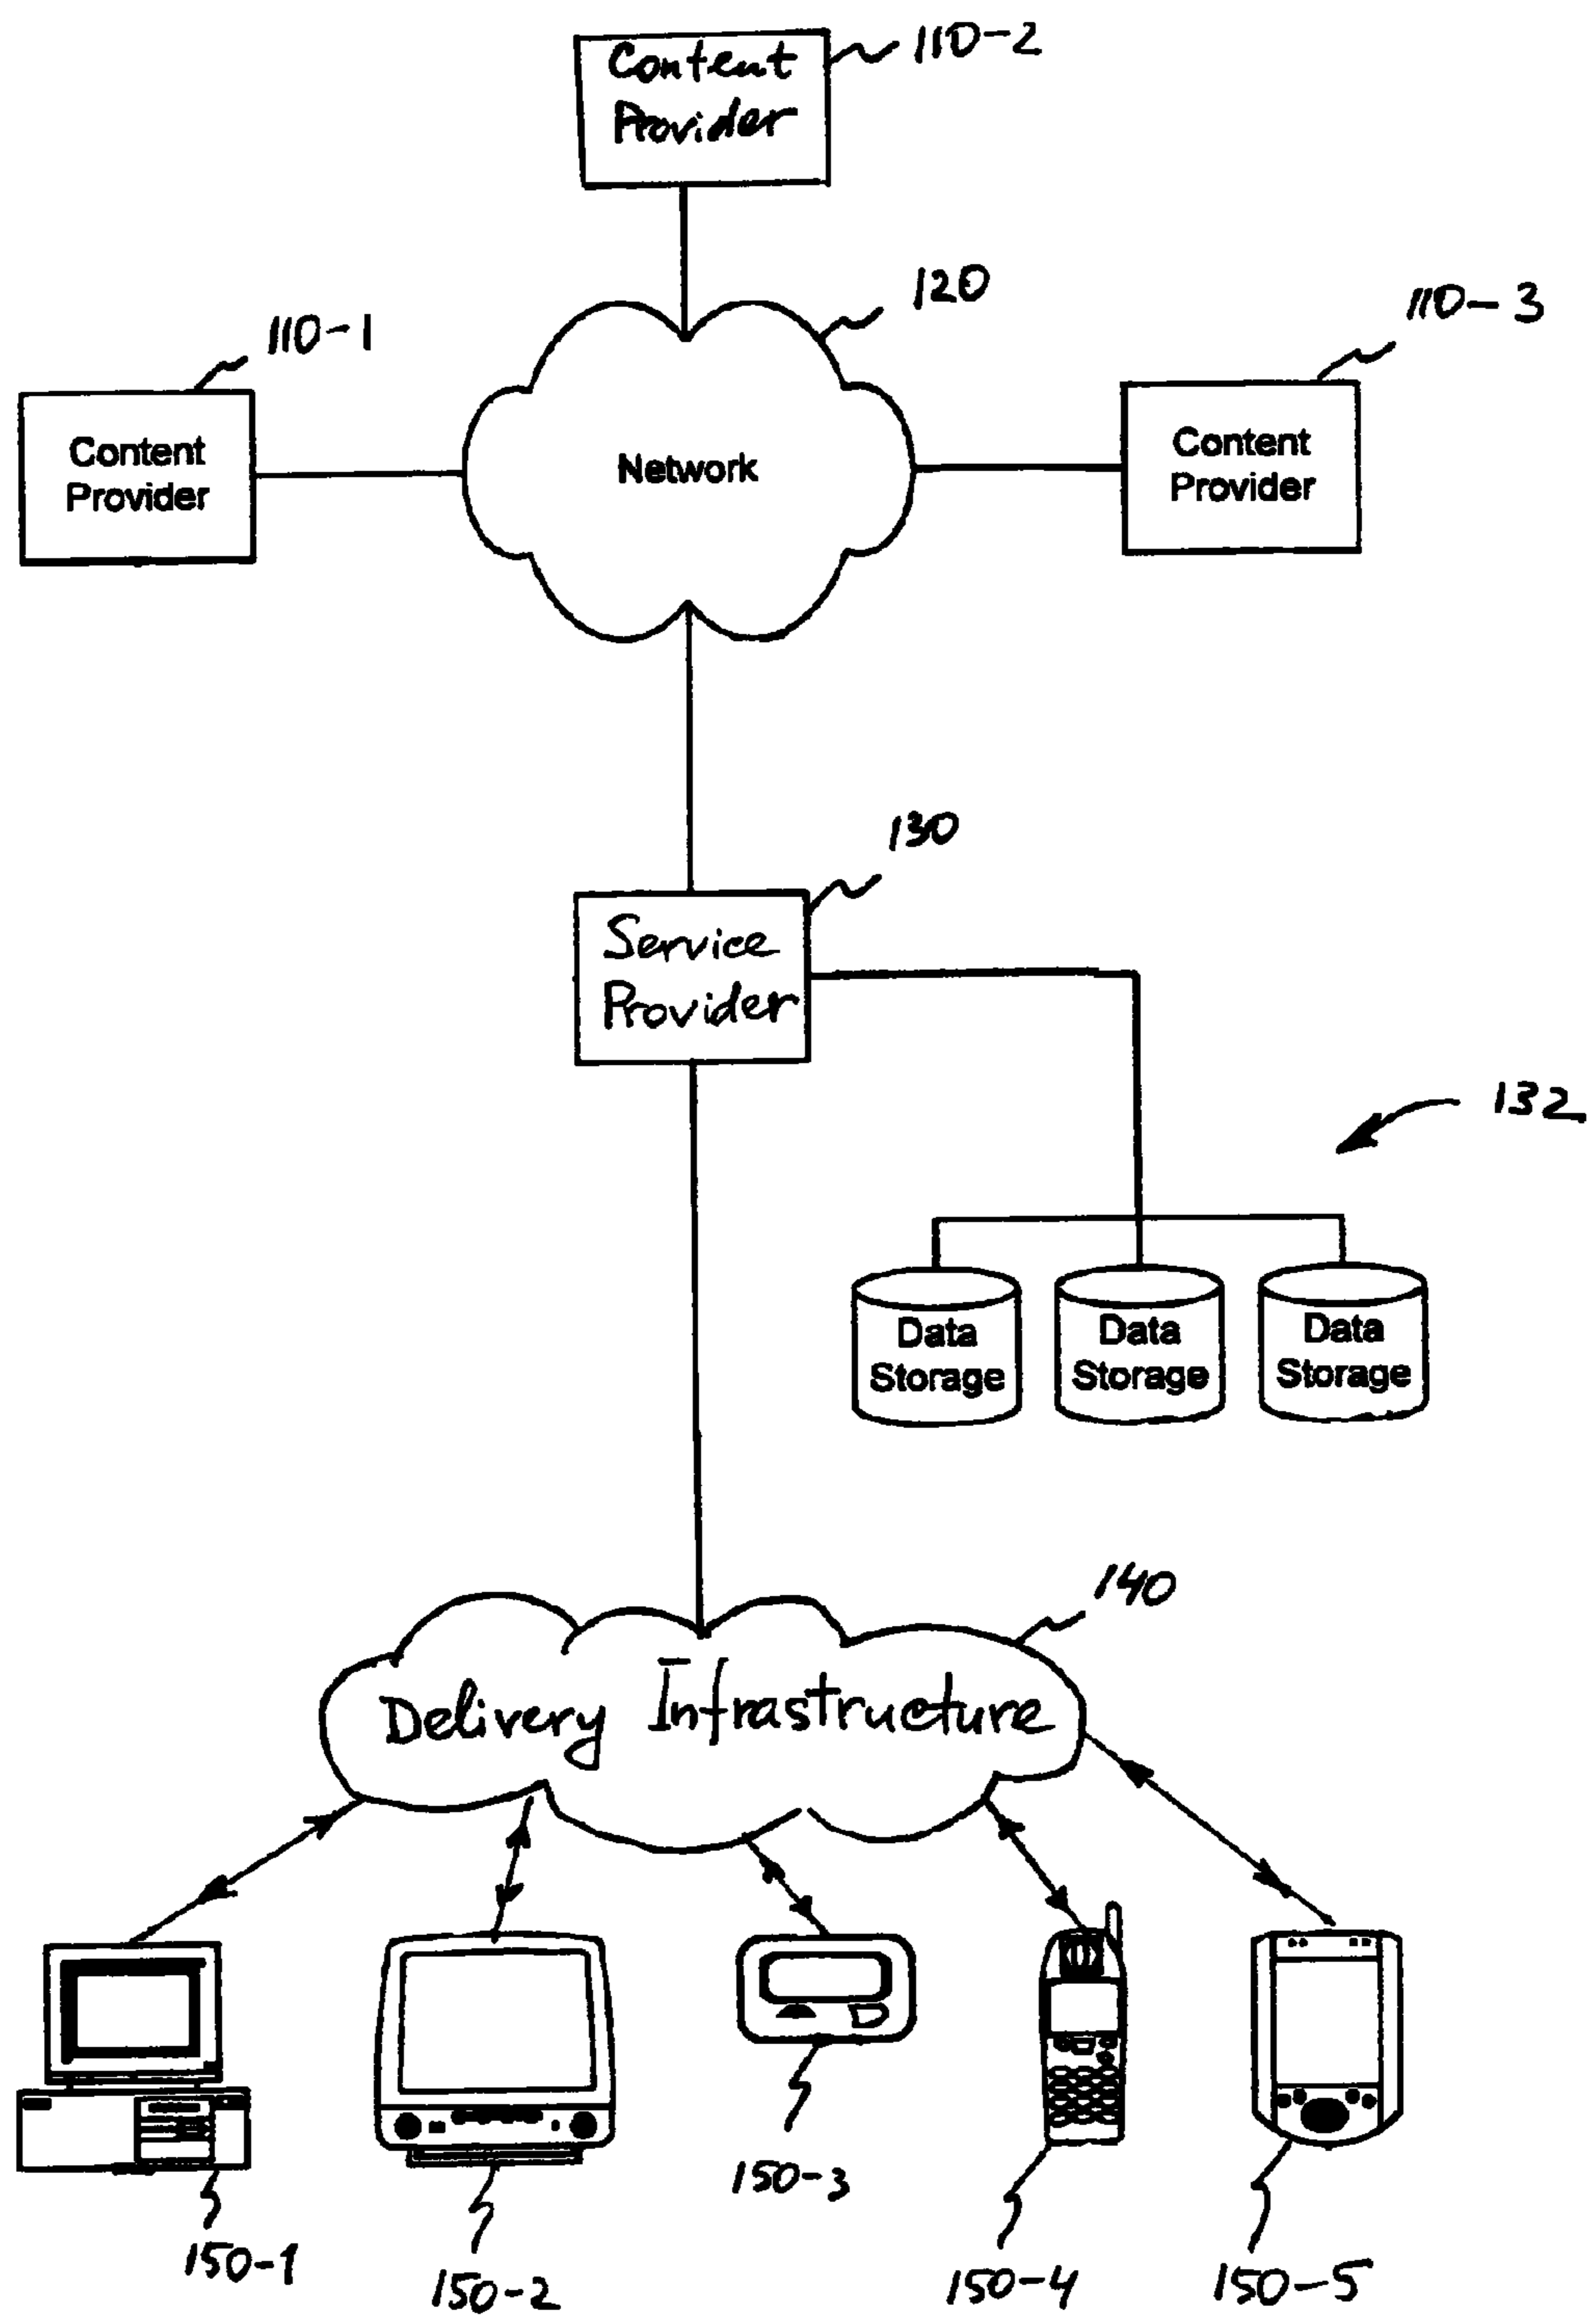 Content
Provider
110-2
120
110-1
110-3
Content
Provider
Network
Content
Provider
130
Service
Provider
132
Data
Storage
Data
Storage
Data
Storage
140
Delivery Infrastructure
150-1
150-2
150-3
150-4
150-5